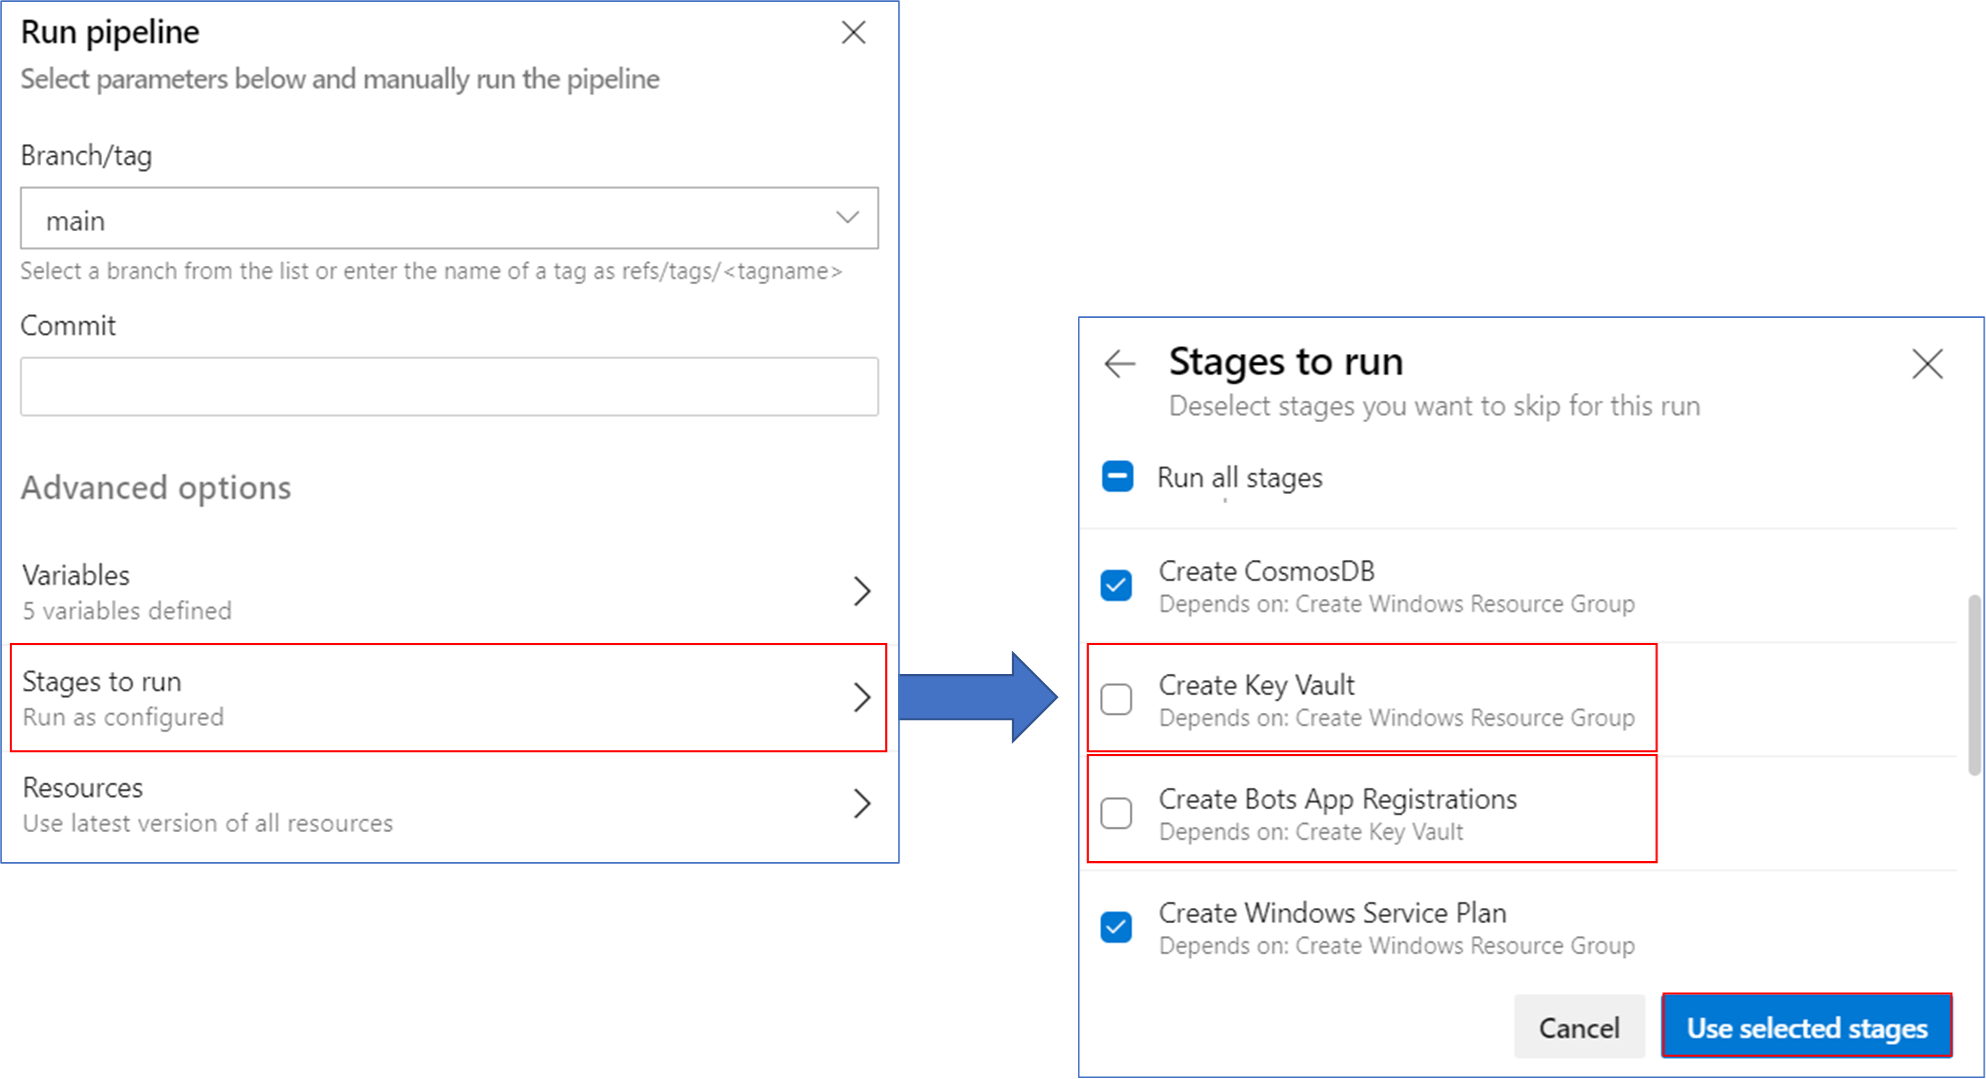 Run pipeline
Select parameters below and manually run the pipeline
Branch/tag
main
Select a branch from the list or enter the name of a tag as refs/tags/<tagname>
Commit
Advanced options
Variables
5 variables defined
Stages to run
Run as configured
Resources
Use latest version of all resources
Stages to run
Deselect stages you want to skip for this run
Run all stages
Create CosmosDB
Depends on: Create Windows Resource Group
Create Key Vault
Depends on: Create Windows Resource Group
Create Bots App Registrations
Depends on: Create Key Vault
Create Windows Service Plan
Depends on: Create Windows Resource Group
Cancel
Use selected stages